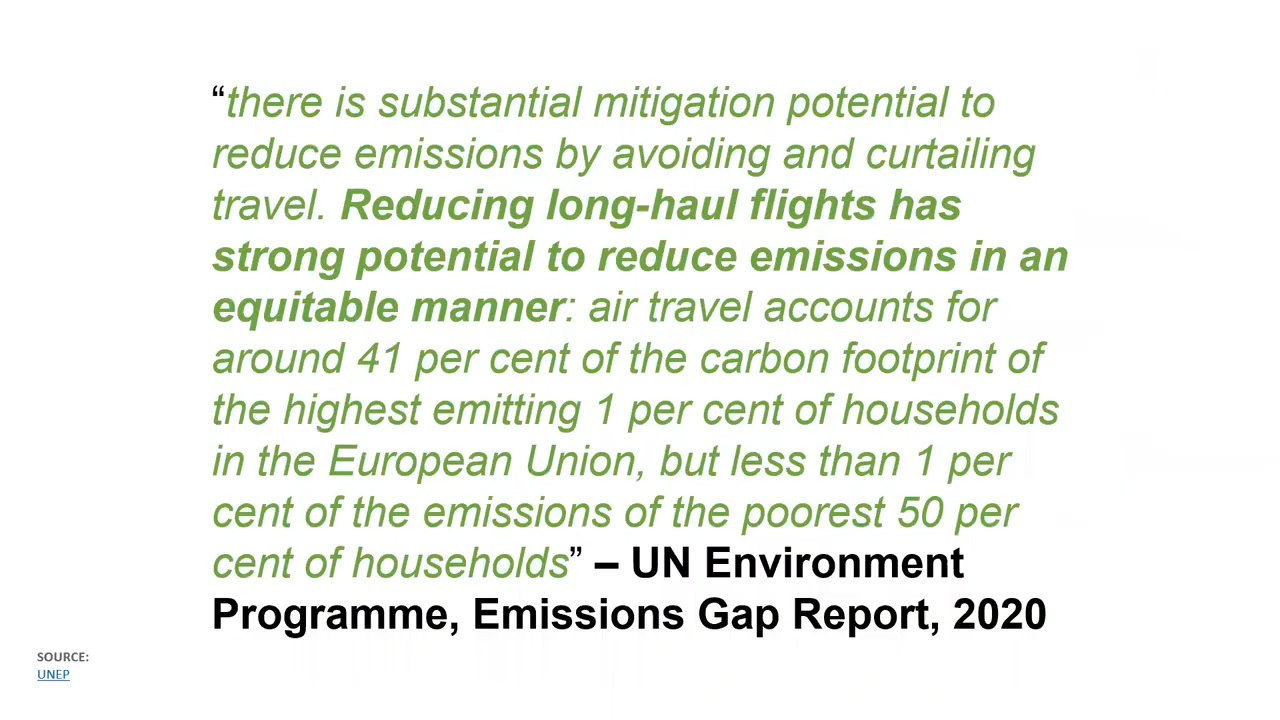 “there is substantial mitigation potential to
reduce emissions by avoiding and curtailing
travel. Reducing long-haul flights has
strong potential to reduce emissions in an
equitable manner: air travel accounts for
around 41 per cent of the carbon footprint of
the highest emitting 1 per cent of households
in the European Union, but less than 1 per
cent of the emissions of the poorest 50 per
cent of households” – UN Environment
Programme, Emissions Gap Report, 2020
SOURCE:
UNEP